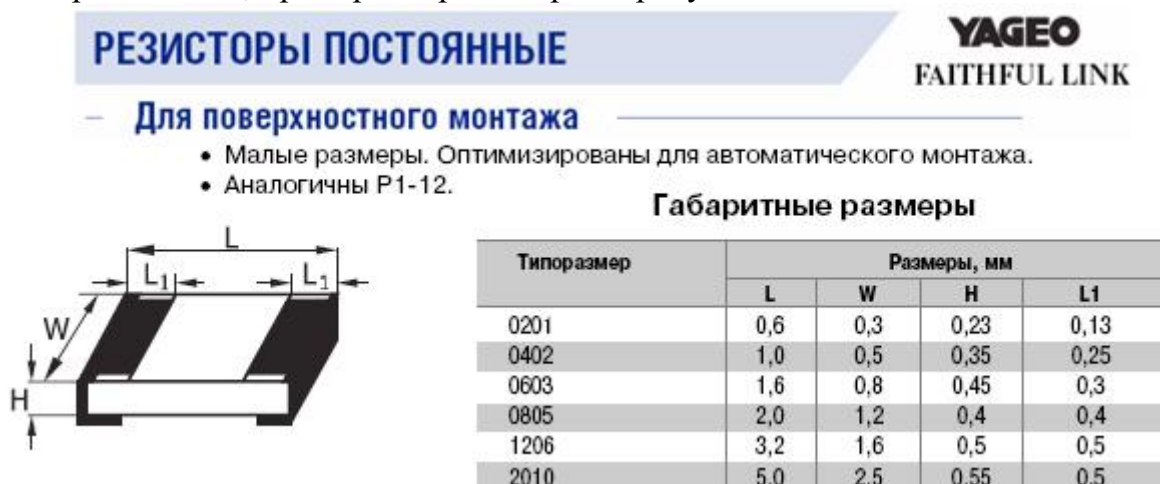 РЕЗИСТОРЫ ПОСТОЯННЫЕ
YAGEO
FAITHFUL LINK
– Для поверхностного монтажа
• Малые размеры. Оптимизированы для автоматического монтажа.
• Аналогичны Р1-12.
Габаритные размеры
L
L1 L1
W
H
Типоразмер Размеры, мм
L W H L1
0201 0,6 0,3 0,23 0,13
0402 1,0 0,5 0,35 0,25
0603 1,6 0,8 0,45 0,3
0805 2,0 1,2 0,4 0,4
1206 3,2 1,6 0,5 0,5
2010 5,0 2,5 0,55 0,5